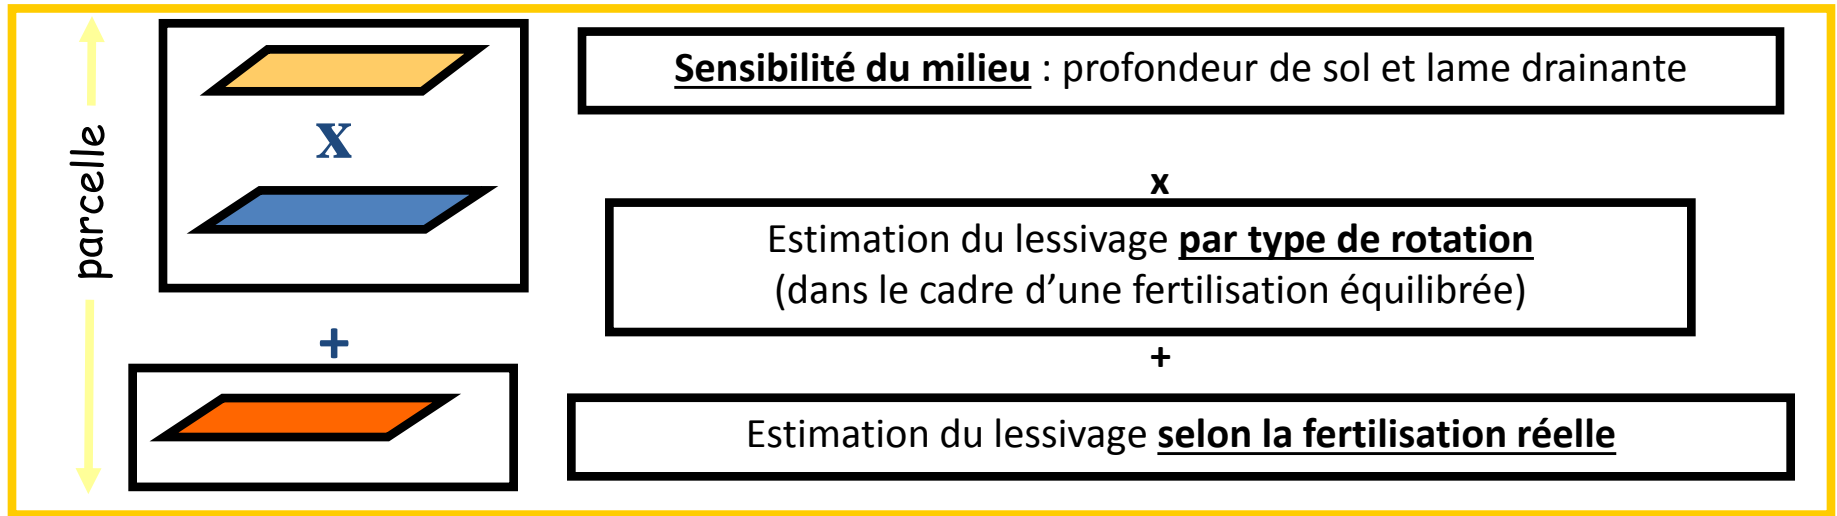 parcelle
x
+
Sensibilité du milieu : profondeur de sol et lame drainante
x
Estimation du lessivage par type de rotation
(dans le cadre d’une fertilisation équilibrée)
+
Estimation du lessivage selon la fertilisation réelle